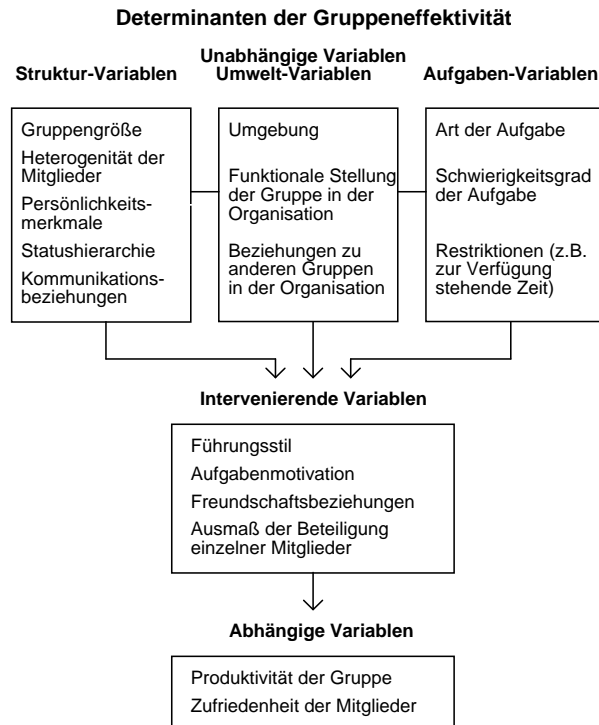 Determinanten der Gruppeneffektivität
Unabhängige Variablen
Struktur-Variablen
Umwelt-Variablen
Aufgaben-Variablen
Gruppengröße
Heterogenität der
Mitglieder
Persönlichkeits-
merkmale
Statushierarchie
Kommunikations-
beziehungen
Umgebung
Funktionale Stellung
der Gruppe in der
Organisation
Beziehungen zu
anderen Gruppen
in der Organisation
Art der Aufgabe
Schwierigkeitsgrad
der Aufgabe
Restriktionen (z.B.
zur Verfügung
stehende Zeit)
Intervenierende Variablen
Führungsstil
Aufgabenmotivation
Freundschaftsbeziehungen
Ausmaß der Beteiligung
einzelner Mitglieder
Abhängige Variablen
Produktivität der Gruppe
Zufriedenheit der Mitglieder